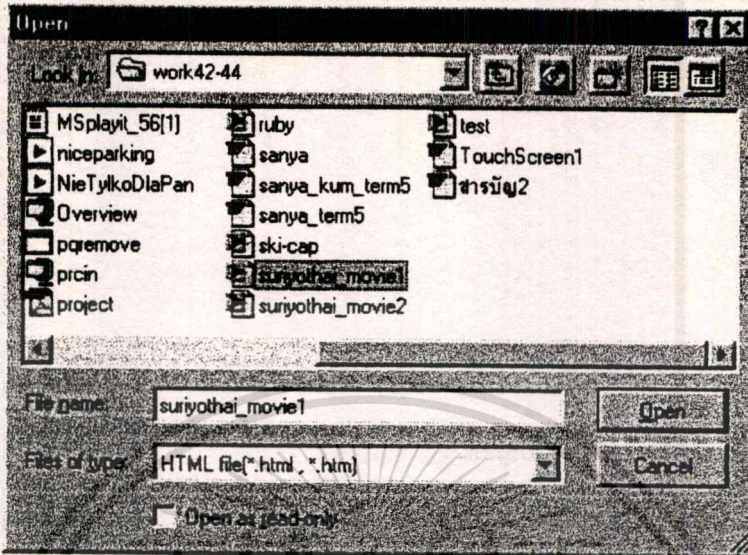 Open
Look in: work42-44
MSplayit_56[1]
niceparking
NieTylkoDlaPan
Overview
pqremove
prcin
project
ruby
sanya
sanya_kum_term5
sanya_term5
ski-cap
suriyothai_movie1
suriyothai_movie2
test
TouchScreen1
สารบัญ2
File name: suriyothai_movie1
Open
Files of type: HTML file(*.html , *.htm)
Cancel
Open as read-only